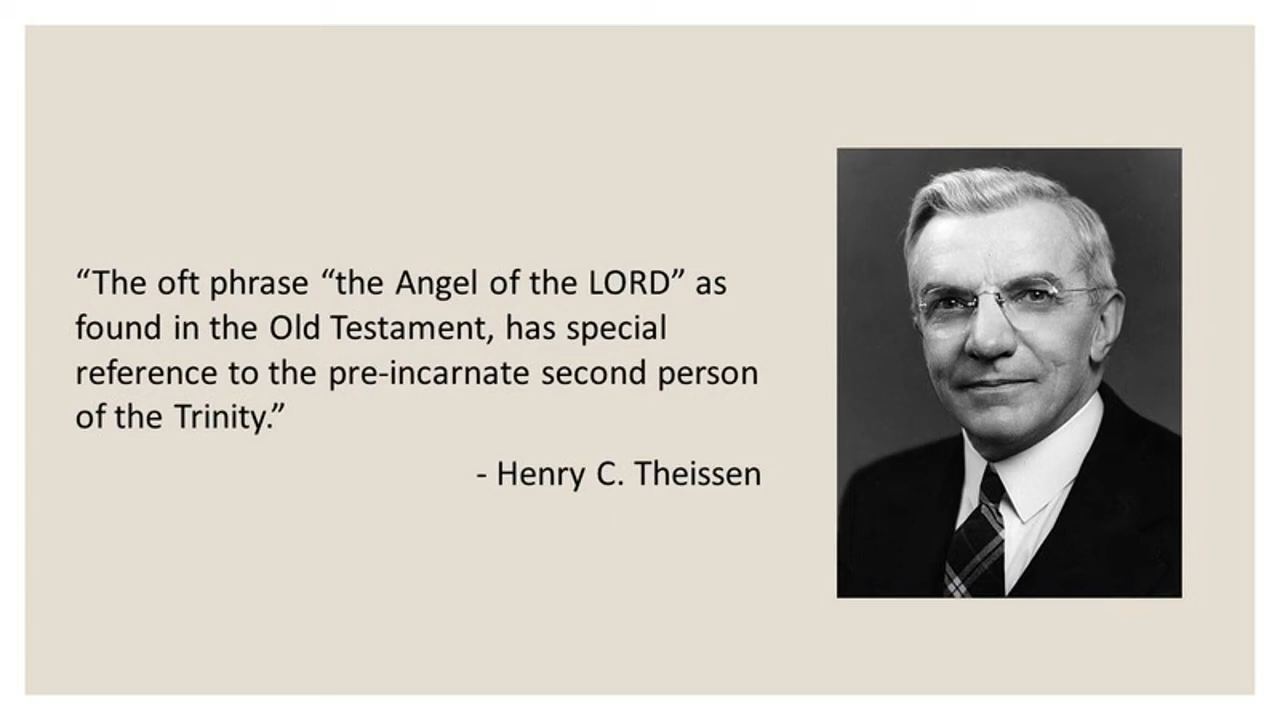 “The oft phrase “the Angel of the LORD” as
found in the Old Testament, has special
reference to the pre-incarnate second person
of the Trinity.”
- Henry C. Theissen